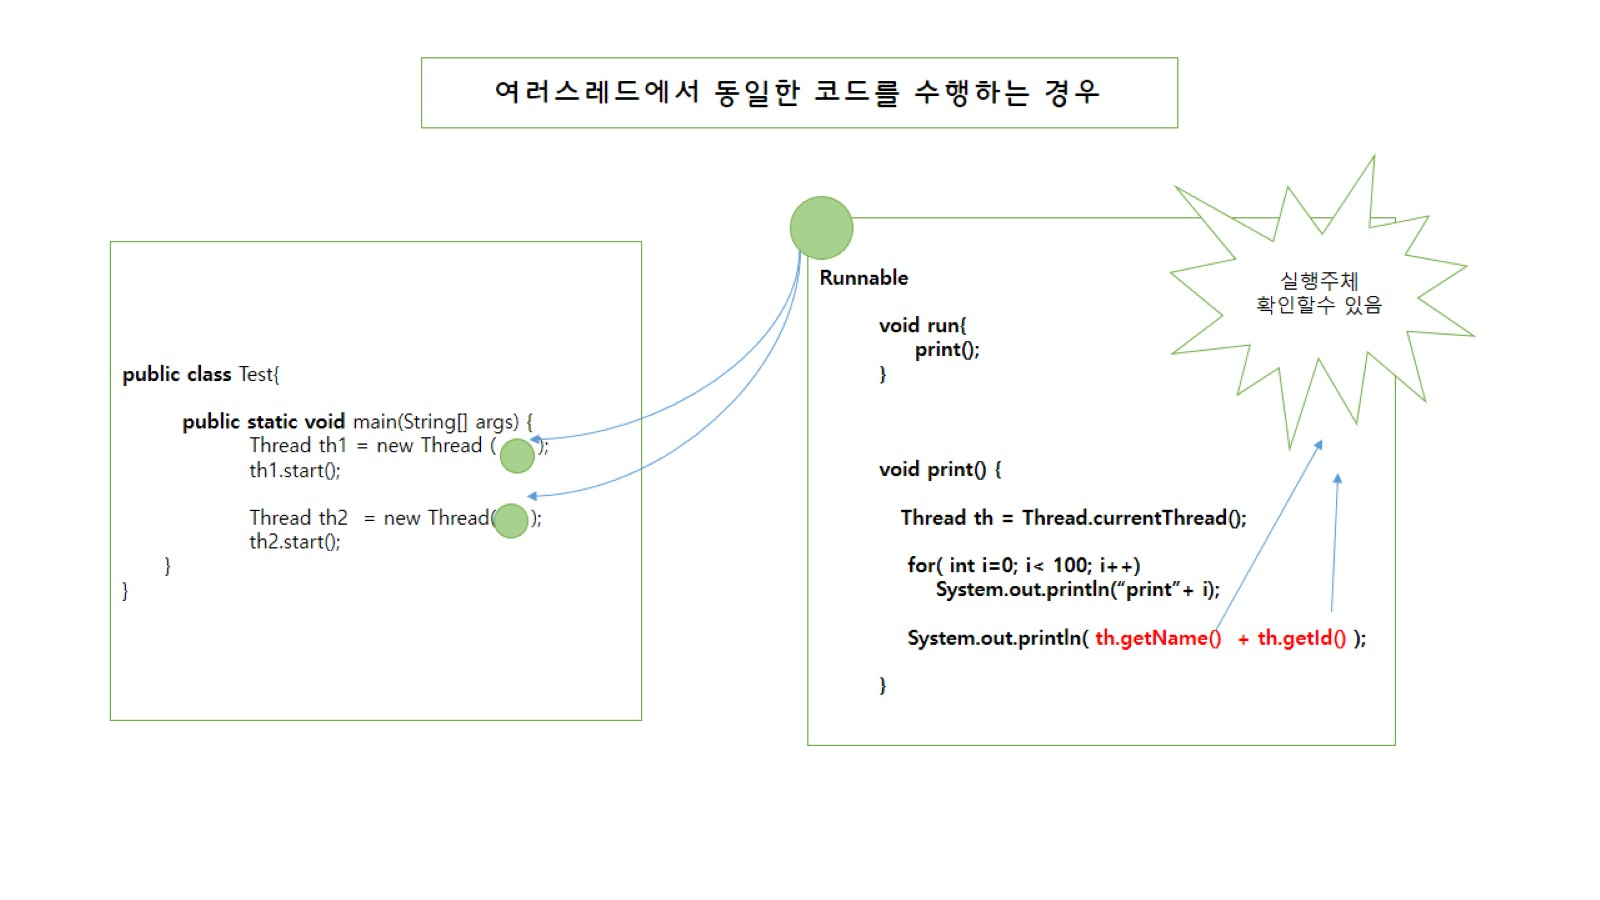 여러스레드에서 동일한 코드를 수행하는 경우
public class Test{
public static void main(String[] args) {
Thread th1 = new Thread ( );
th1.start();
Thread th2 = new Thread( );
th2.start();
}
}
Runnable
void run{
print();
}
void print() {
Thread th = Thread.currentThread();
for( int i=0; i< 100; i++)
System.out.println(“print”+ i);
System.out.println( th.getName() + th.getId() );
}
실행주체
확인할수 있음